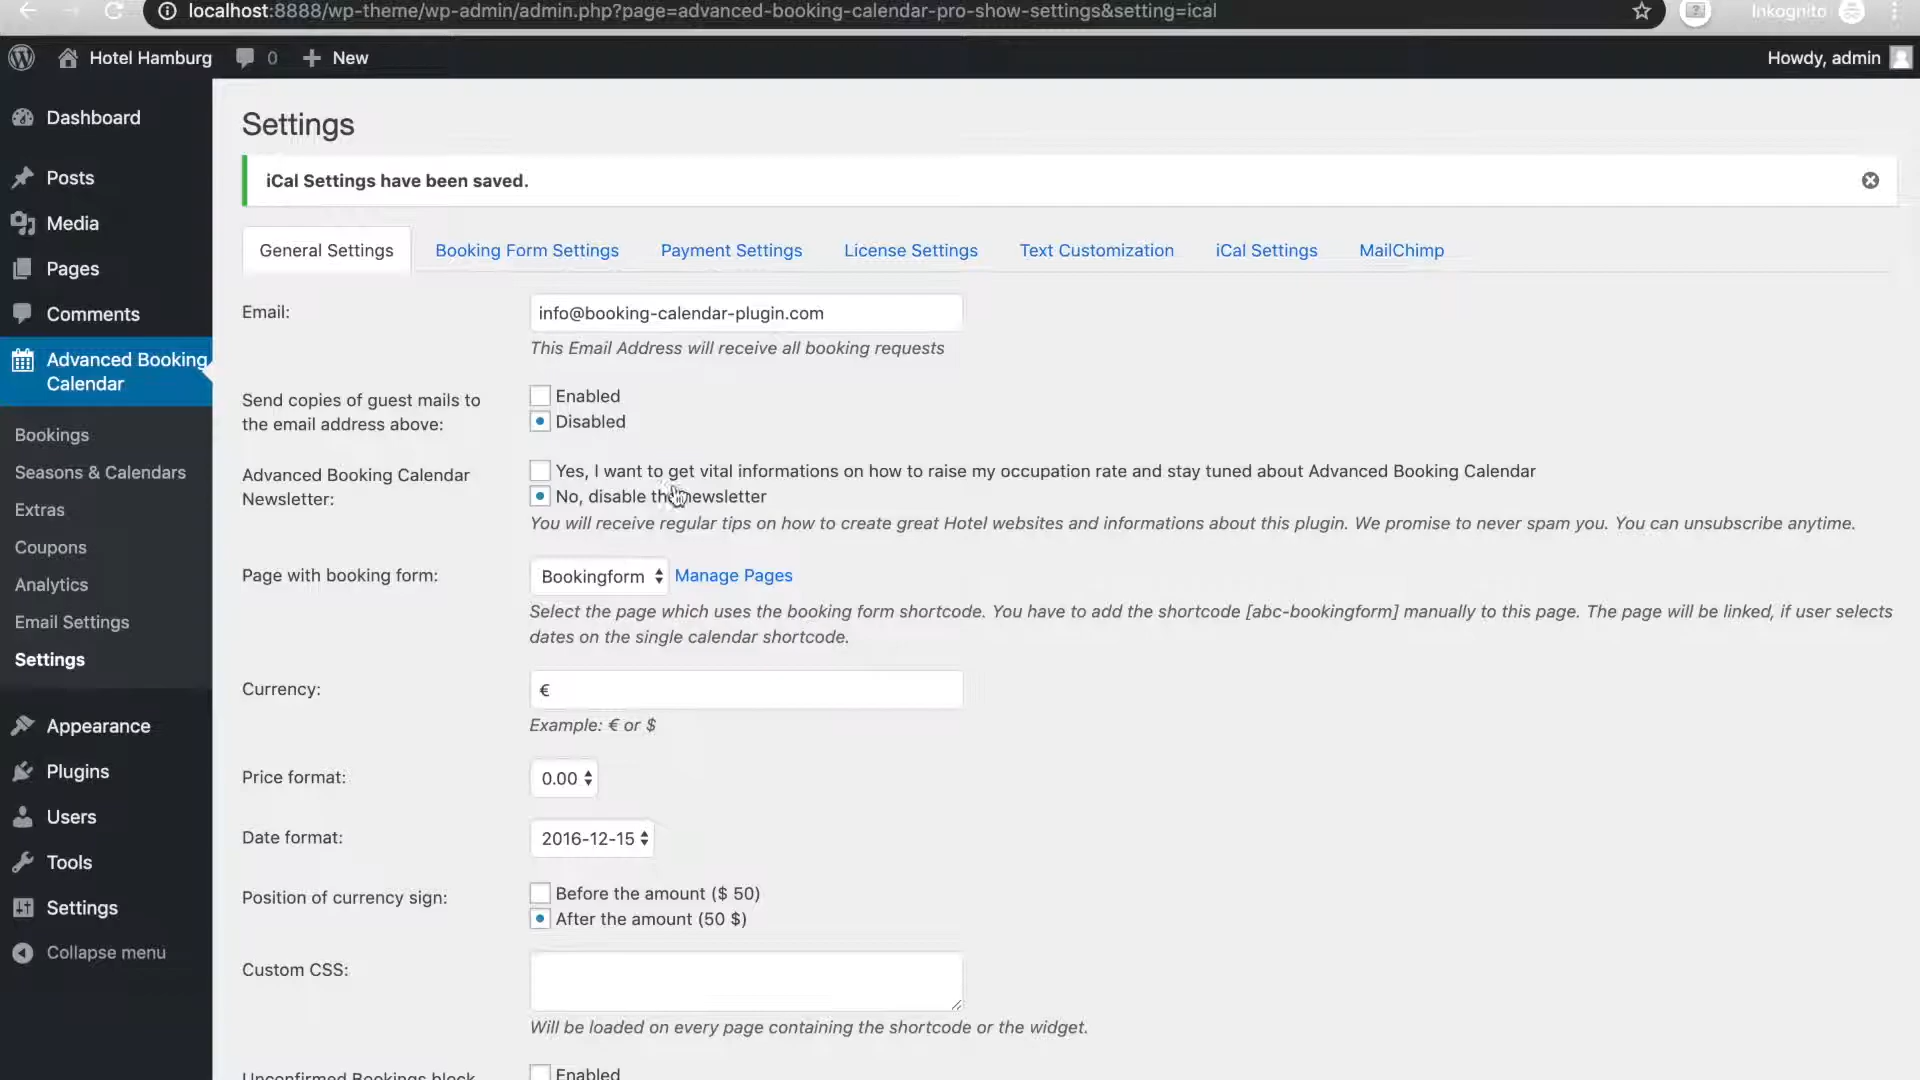 localhost:8888/wp-theme/wp-admin/admin.php?page=advanced-booking-calendar-pro-show-settings&setting=ical
Inkognito
Hotel Hamburg
0
New
Howdy, admin
Dashboard
Posts
Media
Pages
Comments
Advanced Booking
Calendar
Bookings
Seasons & Calendars
Extras
Coupons
Analytics
Email Settings
Settings
Appearance
Plugins
Users
Tools
Settings
Collapse menu
Settings
iCal Settings have been saved.
General Settings
Booking Form Settings
Payment Settings
License Settings
Text Customization
iCal Settings
MailChimp
Email:
info@booking-calendar-plugin.com
This Email Address will receive all booking requests
Send copies of guest mails to
the email address above:
Enabled
Disabled
Advanced Booking Calendar
Newsletter:
Yes, I want to get vital informations on how to raise my occupation rate and stay tuned about Advanced Booking Calendar
No, disable the newsletter
You will receive regular tips on how to create great Hotel websites and informations about this plugin. We promise to never spam you. You can unsubscribe anytime.
Page with booking form:
Bookingform
Manage Pages
Select the page which uses the booking form shortcode. You have to add the shortcode [abc-bookingform] manually to this page. The page will be linked, if user selects
dates on the single calendar shortcode.
Currency:
€
Example: € or $
Price format:
0.00
Date format:
2016-12-15
Position of currency sign:
Before the amount ($ 50)
After the amount (50 $)
Custom CSS:
Will be loaded on every page containing the shortcode or the widget.
Unconfirmed Bookings block
Enabled